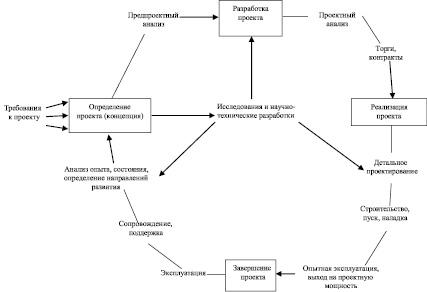 Предпроектный
анализ
Разработка
проекта
Проектный
анализ
Торги,
контракты
Требования
к проекту
Определение
проекта (концепция)
Исследования и научно-
технические разработки
Реализация
проекта
Анализ опыта, состояния,
определение направлений
развития
Детальное
проектирование
Сопровождение,
поддержка
Строительство,
пуск, наладка
Эксплуатация
Завершение
проекта
Опытная эксплуатация,
выход на проектную
мощность